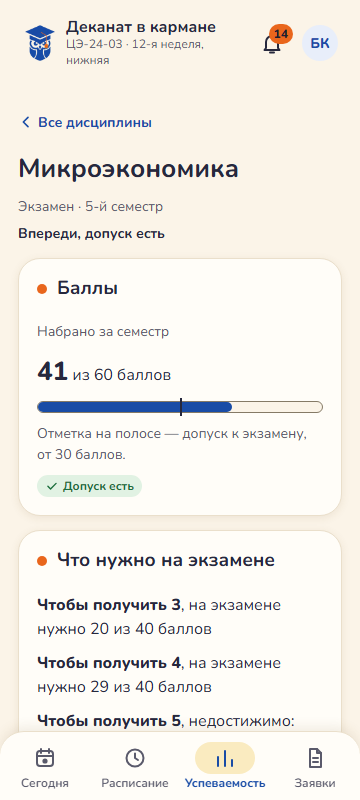 Деканат в кармане
ЦЭ-24-03 · 12-я неделя,
нижняя
14
БК
Все дисциплины
Микроэкономика
Экзамен · 5-й семестр
Впереди, допуск есть
Баллы
Набрано за семестр
41 из 60 баллов
Отметка на полосе — допуск к экзамену,
от 30 баллов.
Допуск есть
Что нужно на экзамене
Чтобы получить 3, на экзамене
нужно 20 из 40 баллов
Чтобы получить 4, на экзамене
нужно 29 из 40 баллов
Чтобы получить 5, недостижимо:
Сегодня
Расписание
Успеваемость
Заявки